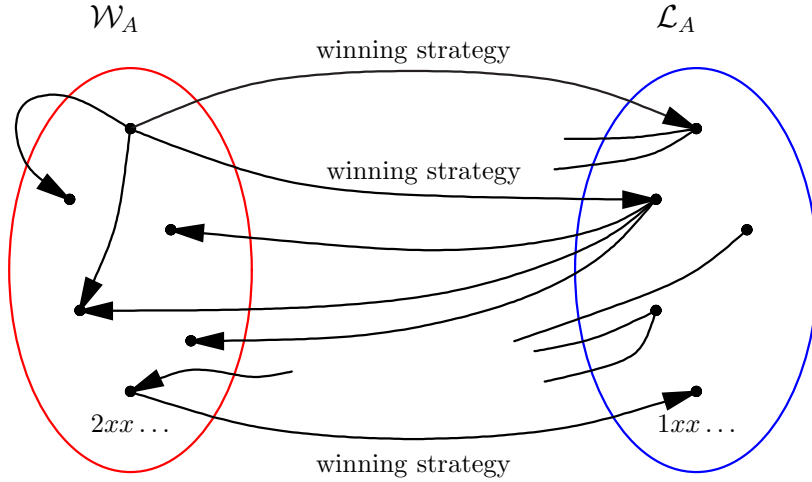 𝒲_A
ℒ_A
winning strategy
winning strategy
2xx...
1xx...
winning strategy